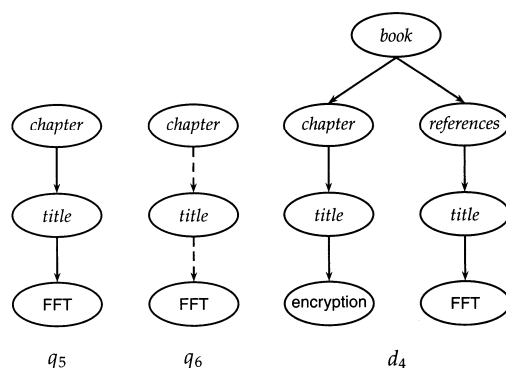 book
chapter chapter chapter references
title title title title
FFT FFT encryption FFT
q5 q6 d4